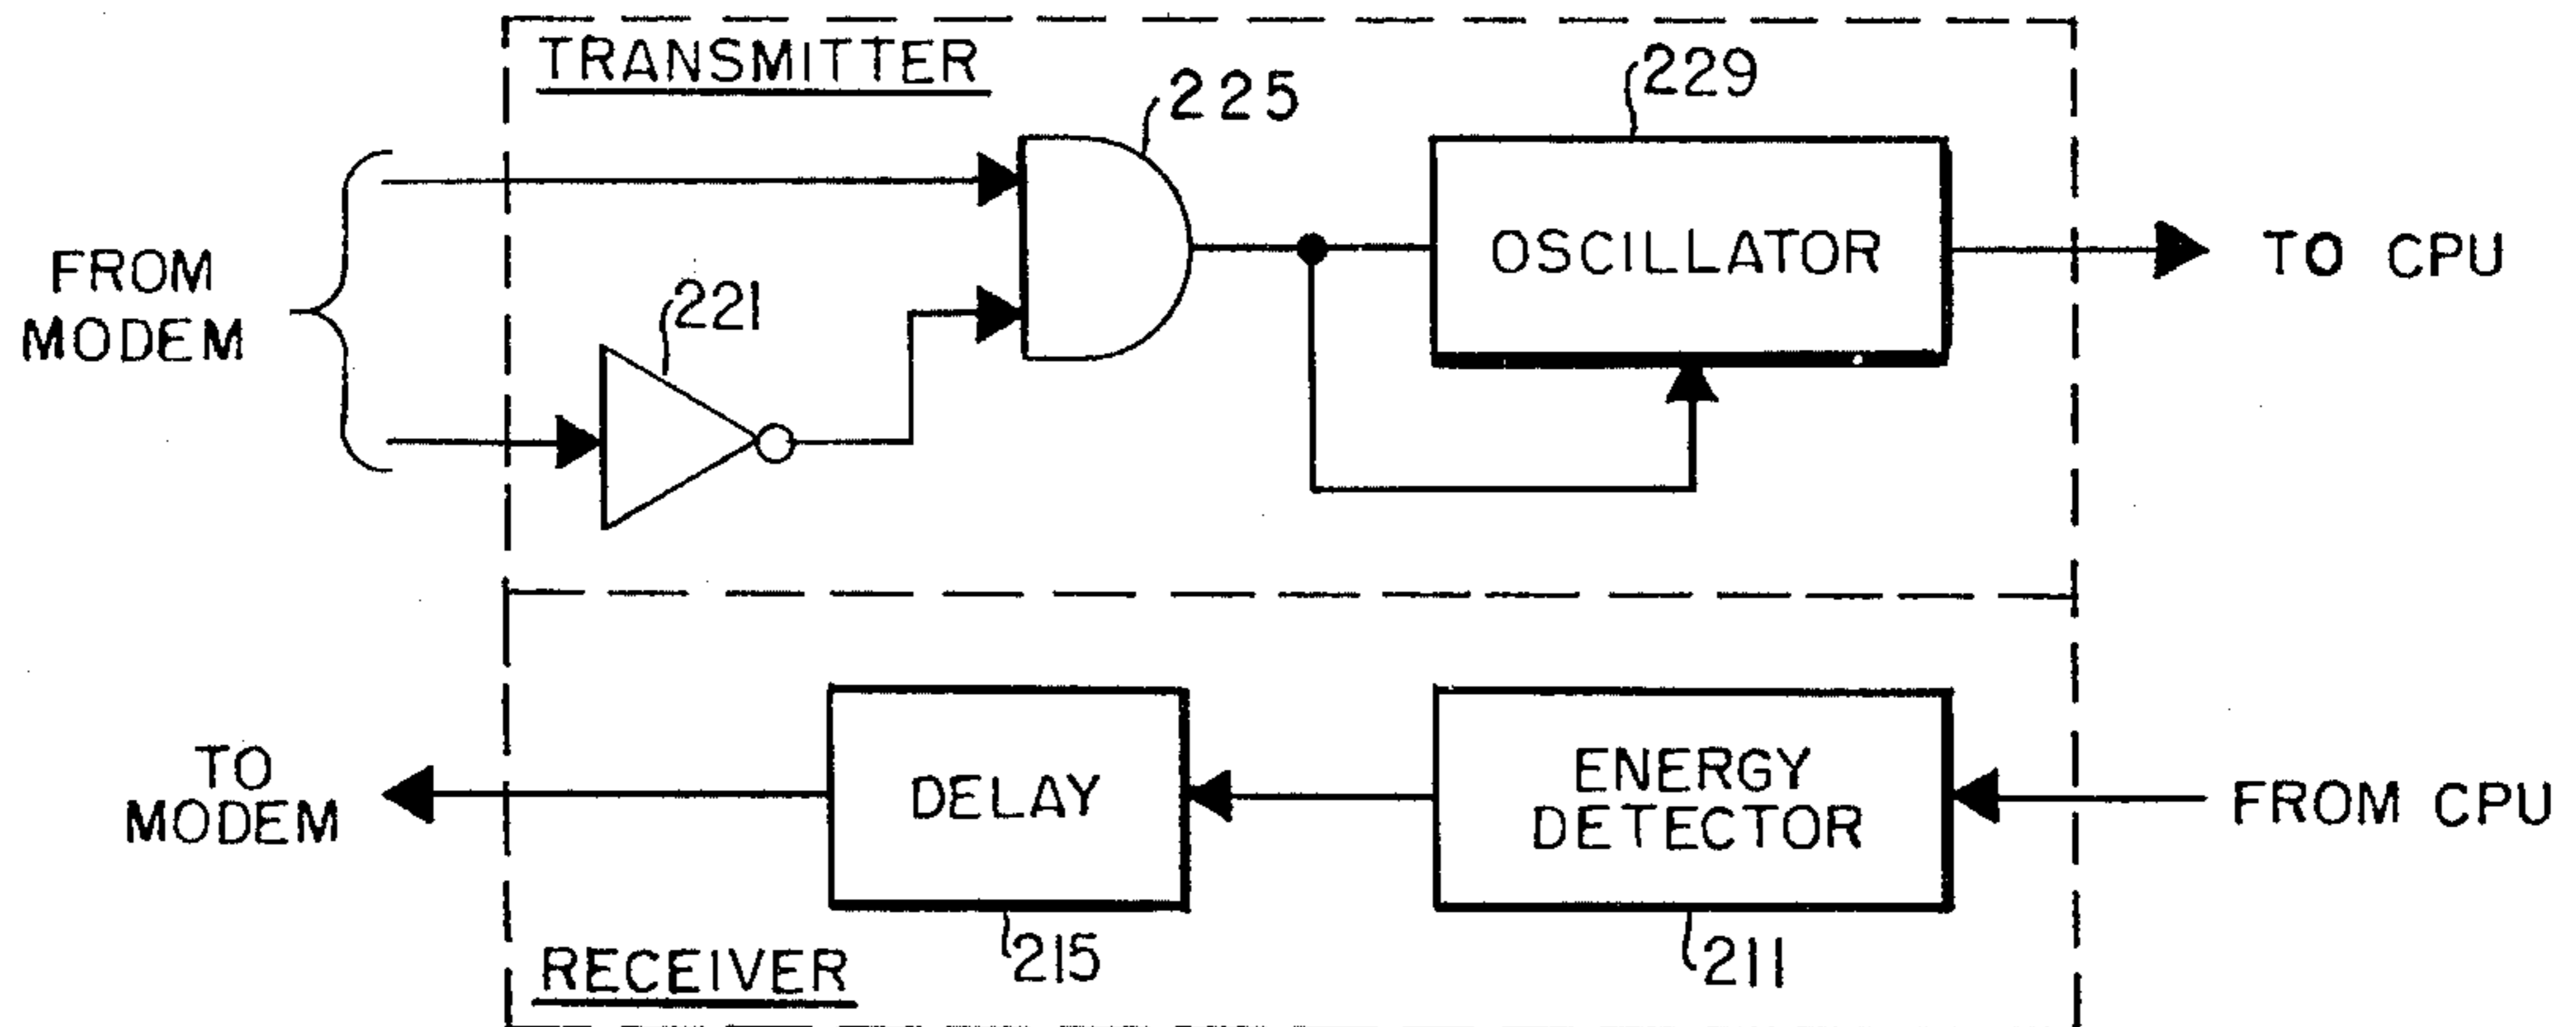 TRANSMITTER
225
229
FROM
MODEM
221
OSCILLATOR
TO CPU
TO
MODEM
DELAY
ENERGY
DETECTOR
FROM CPU
215
211
RECEIVER